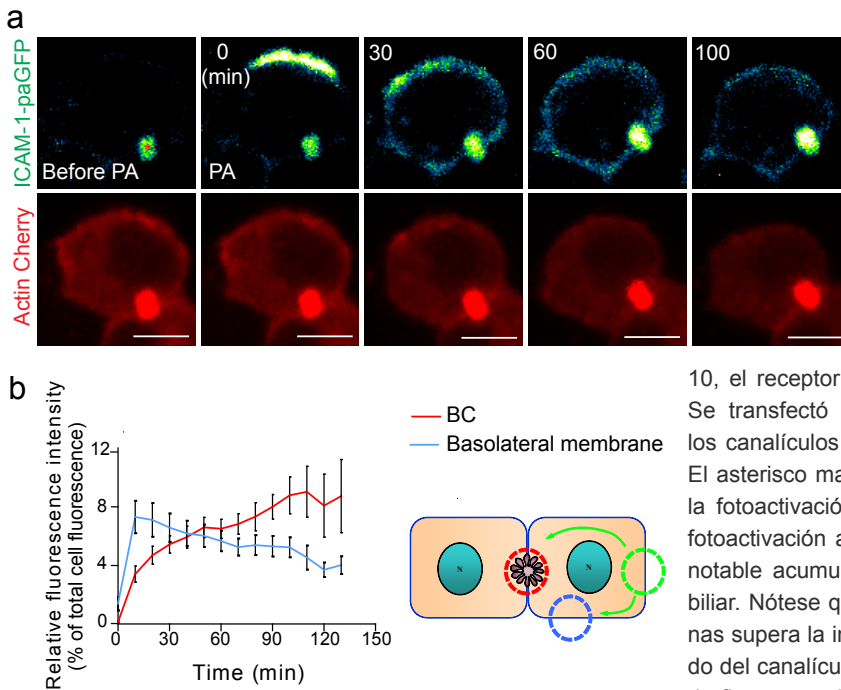 a
ICAM-1-paGFP
Before PA
0
(min)
PA
30
60
100
Actin Cherry
b
Relative fluorescence intensity
(% of total cell fluorescence)
12
8
4
0
0 30 60 90 120 150
Time (min)
BC
Basolateral membrane
N
N
10, el receptor
Se transfectó
los canalículos
El asterisco ma
la fotoactivació
fotoactivación a
notable acumu
biliar. Nótese q
nas supera la in
do del canalícu